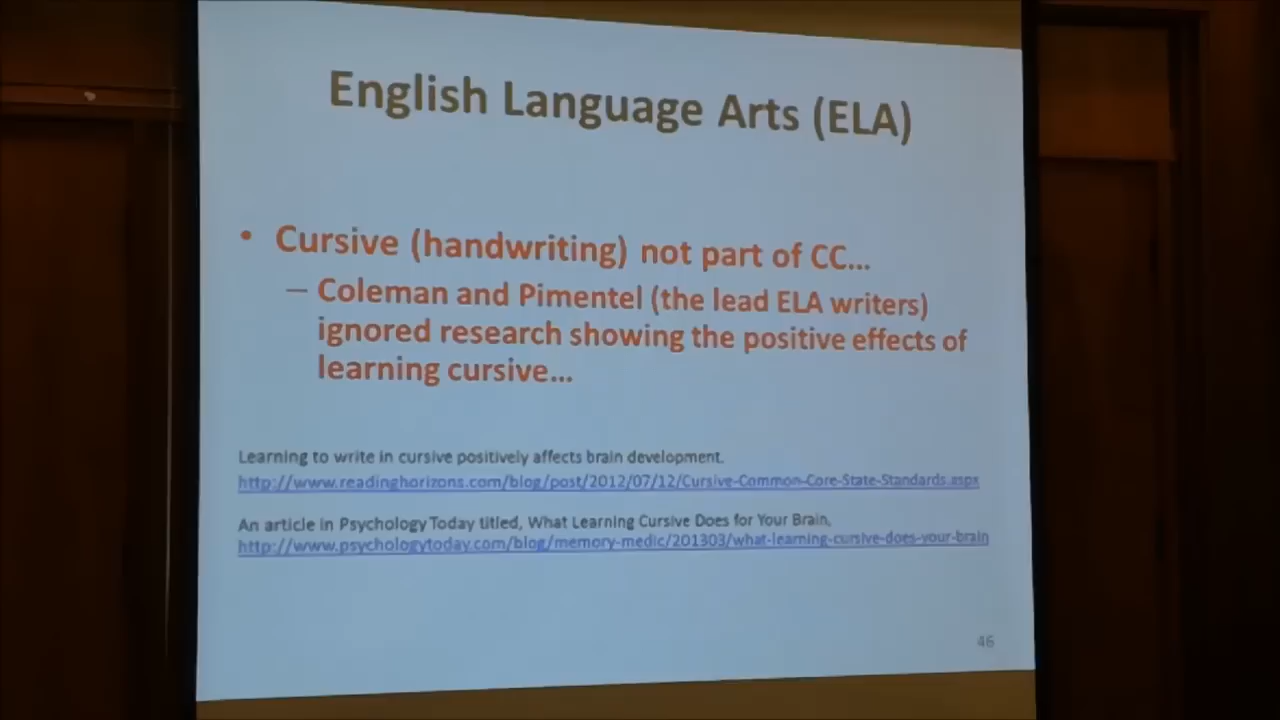 English Language Arts (ELA)
• Cursive (handwriting) not part of CC...
– Coleman and Pimentel (the lead ELA writers)
ignored research showing the positive effects of
learning cursive...
Learning to write in cursive positively affects brain development.
http://www.readinghorizons.com/blog/post/2012/07/12/Cursive-Common-Core-State-Standards.aspx
An article in Psychology Today titled, What Learning Cursive Does for Your Brain,
http://www.psychologytoday.com/blog/memory-medic/201303/what-learning-cursive-does-your-brain
46